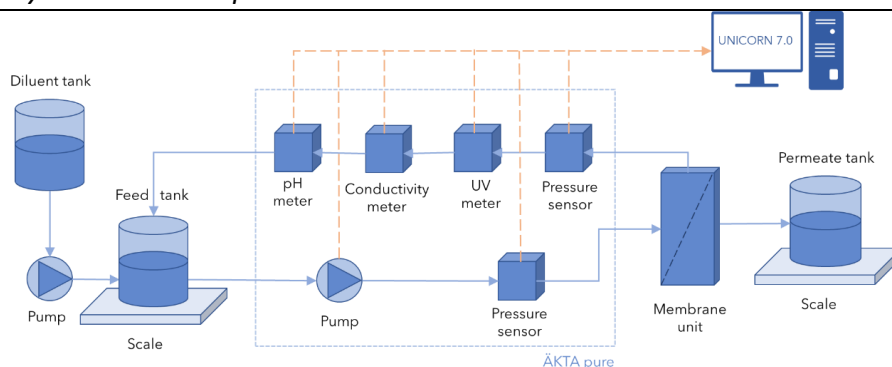 UNICORN 7.0
Diluent tank
Feed tank
pH
meter
Conductivity
meter
UV
meter
Pressure
sensor
Permeate tank
Pump
Scale
Pump
Pressure
sensor
Membrane
unit
Scale
ÄKTA pure